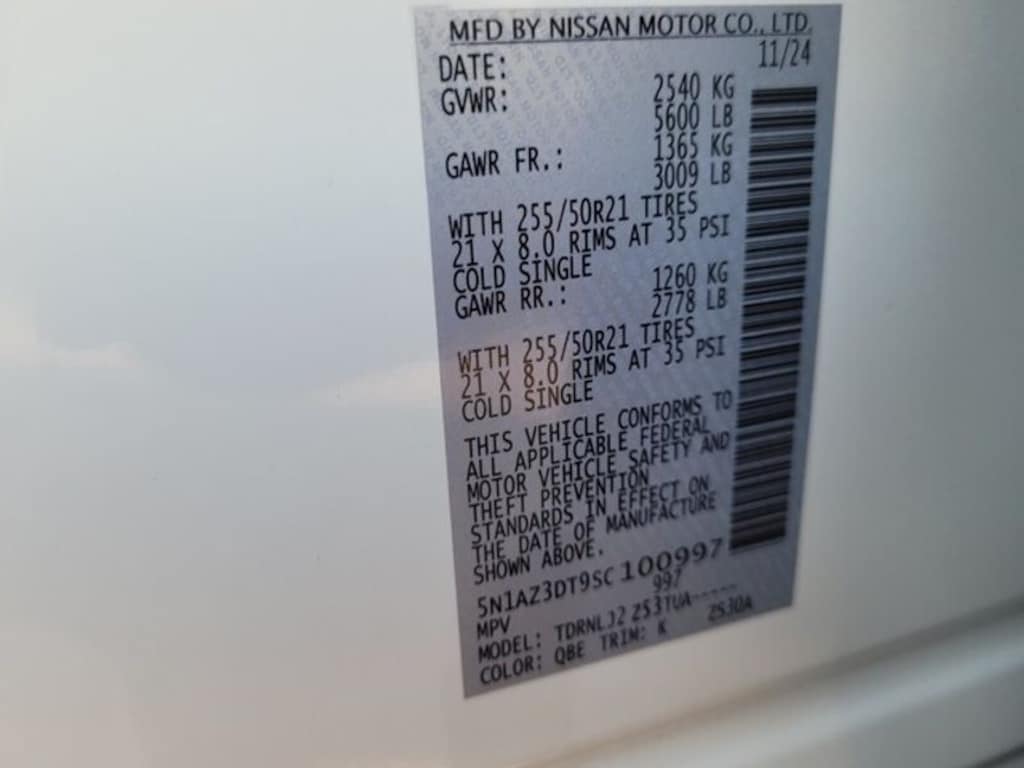 MFD BY NISSAN MOTOR CO., LTD.
DATE: 11/24
GVWR: 2540 KG
5600 LB
GAWR FR.: 1365 KG
3009 LB
WITH 255/50R21 TIRES
21 X 8.0 RIMS AT 35 PSI
COLD SINGLE
GAWR RR.: 1260 KG
2778 LB
WITH 255/50R21 TIRES
21 X 8.0 RIMS AT 35 PSI
COLD SINGLE
THIS VEHICLE CONFORMS TO
ALL APPLICABLE FEDERAL
MOTOR VEHICLE SAFETY AND
THEFT PREVENTION
STANDARDS IN EFFECT ON
THE DATE OF MANUFACTURE
SHOWN ABOVE.
5N1AZ3DT9SC100997
MPV 997
MODEL: TDRNLJ2 ZS3TUA-----
COLOR: QBE TRIM: K ZS30A